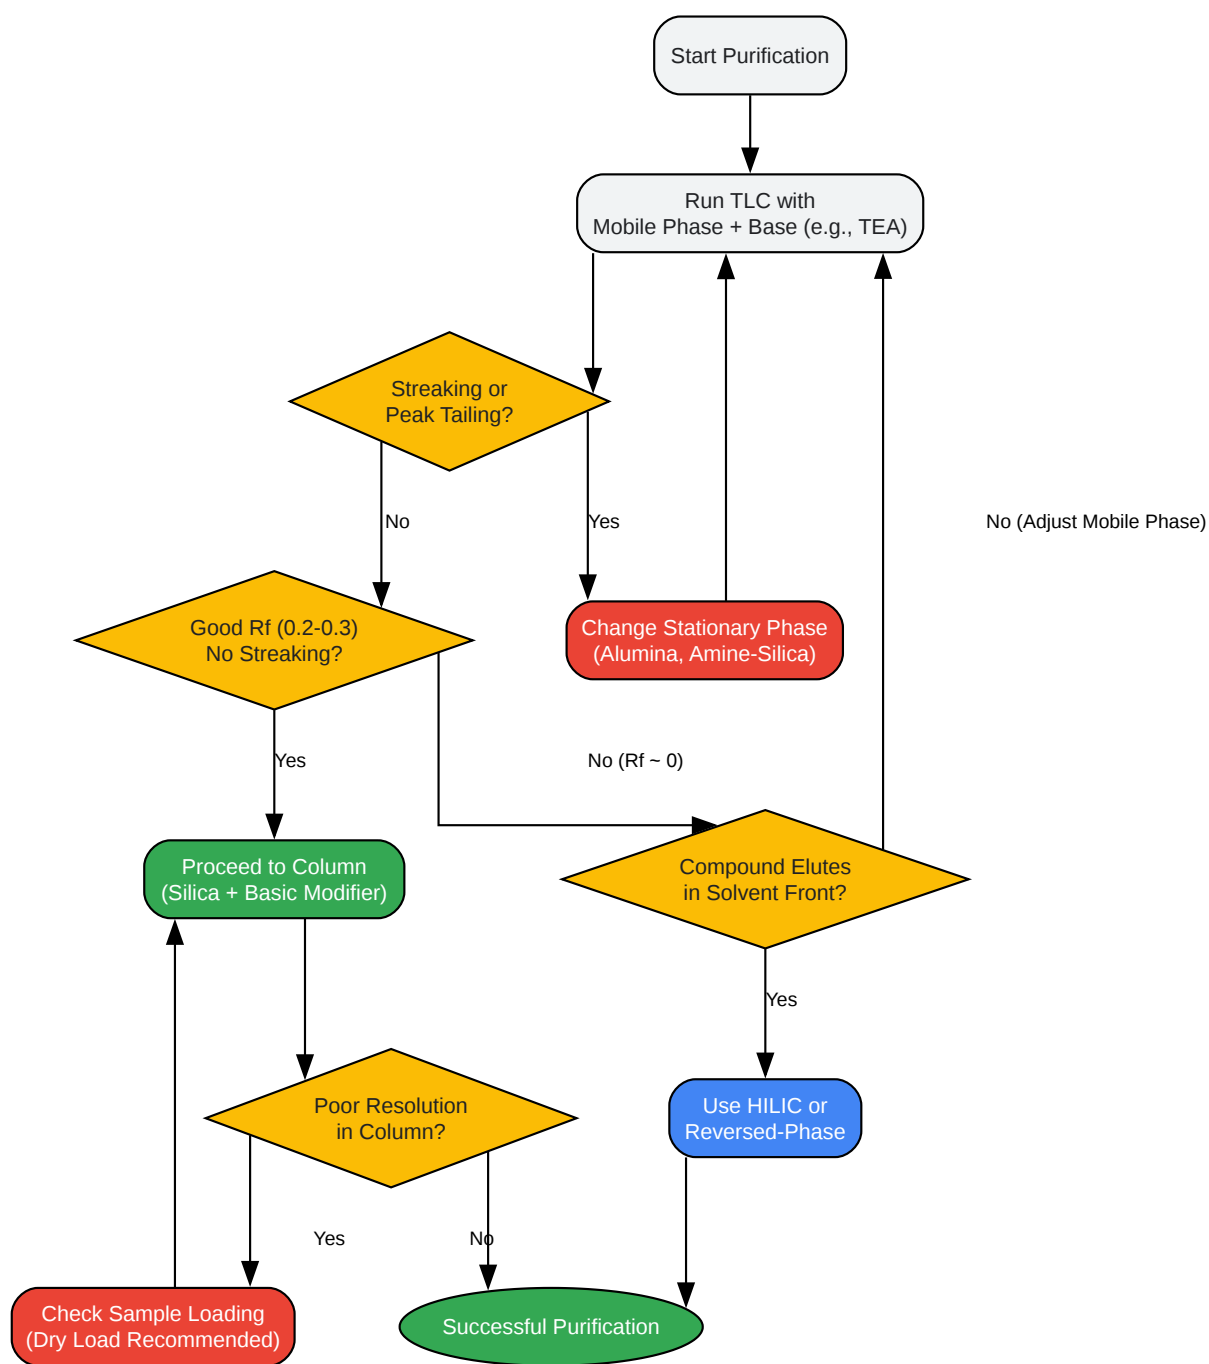 Start Purification
Run TLC with
Mobile Phase + Base (e.g., TEA)
Streaking or
Peak Tailing?
No
Yes
No (Adjust Mobile Phase)
Good Rf (0.2-0.3)
No Streaking?
Change Stationary Phase
(Alumina, Amine-Silica)
Yes
No (Rf ~ 0)
Proceed to Column
(Silica + Basic Modifier)
Compound Elutes
in Solvent Front?
Yes
Poor Resolution
in Column?
Use HILIC or
Reversed-Phase
Yes
No
Check Sample Loading
(Dry Load Recommended)
Successful Purification